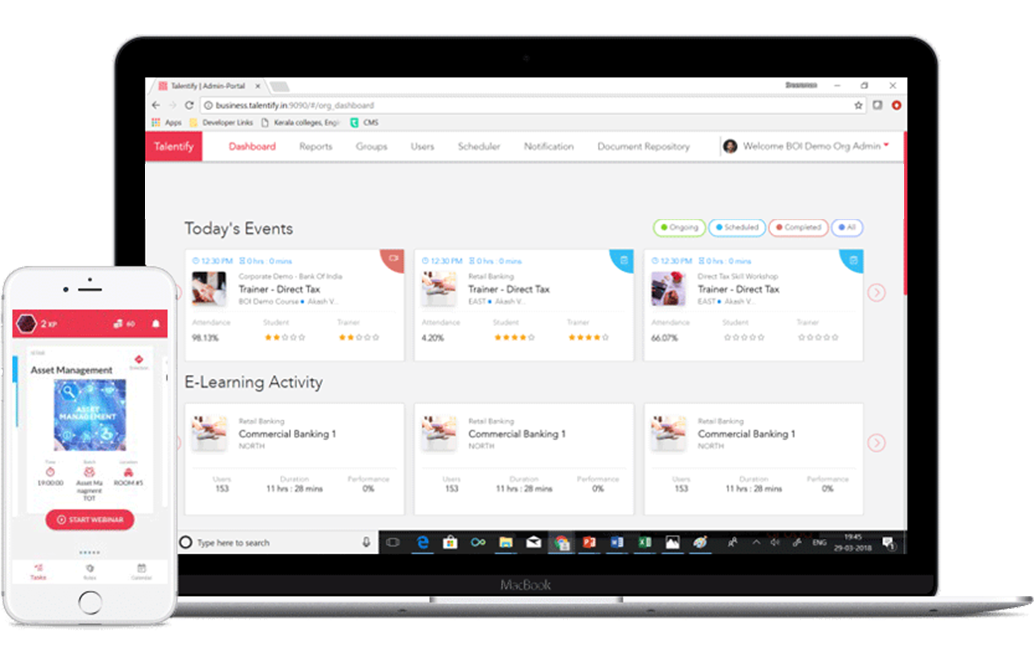 Talentify | Admin-Portal
business.talentify.in:9090/#/org_dashboard
Apps Developer Links Kerala colleges, Engi CMS
Talentify Dashboard Reports Groups Users Scheduler Notification Document Repository Welcome BOI Demo Org Admin
Today's Events
Ongoing Scheduled Completed All
12:30 PM 0 hrs : 0 mins
Corporate Demo - Bank Of India
Trainer - Direct Tax
BOI Demo Course Akash V...
Attendance Student Trainer
98.13%
12:30 PM 0 hrs : 0 mins
Retail Banking
Trainer - Direct Tax
EAST Akash V...
Attendance Student Trainer
4.20%
12:30 PM 0 hrs : 0 mins
Direct Tax Skill Workshop
Trainer - Direct Tax
EAST Akash V...
Attendance Student Trainer
66.07%
E-Learning Activity
Retail Banking
Commercial Banking 1
NORTH
Users Duration Performance
153 11 hrs : 28 mins 0%
Retail Banking
Commercial Banking 1
NORTH
Users Duration Performance
153 11 hrs : 28 mins 0%
Retail Banking
Commercial Banking 1
NORTH
Users Duration Performance
153 11 hrs : 28 mins 0%
Type here to search
ENG
19:45
29-03-2018
MacBook
2 XP 60
Asset Management
ASSET
MANAGEMENT
Time Batch Location
19:00:00 Asset Ma ROOM #5
nagment
TOT
START WEBINAR
Tasks Roles Calendar